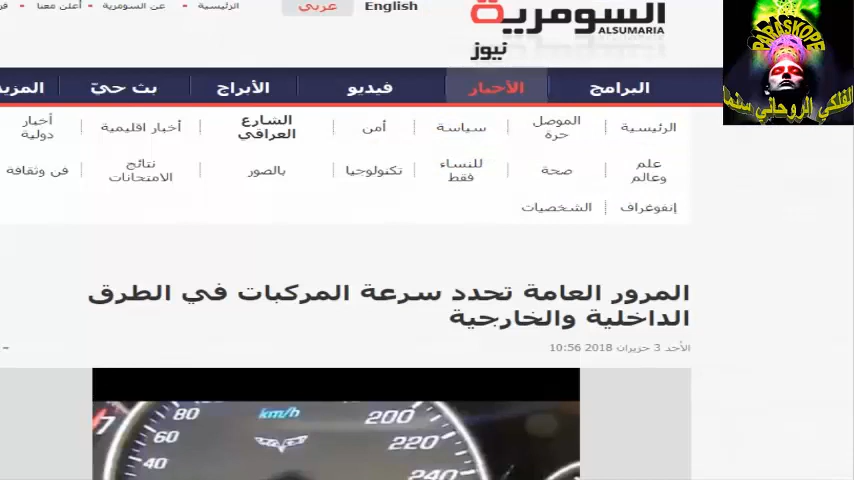 الرئيسية • عن السومرية • أعلن معنا
عربي English
السومرية
ALSUMARIA
نيوز
البرامج الأخبار فيديو الأبراج بث حيّ
الرئيسية الموصل حرة سياسة أمن الشارع العراقي أخبار اقليمية أخبار دولية
علم وعالم صحة للنساء فقط تكنولوجيا بالصور نتائج الامتحانات فن وثقافة
إنفوغراف الشخصيات
المرور العامة تحدد سرعة المركبات في الطرق
الداخلية والخارجية
الأحد 3 حزيران 2018 10:56
PARASKOPE
الفلكي الروحاني
80 km/h 200
60 220
40 240